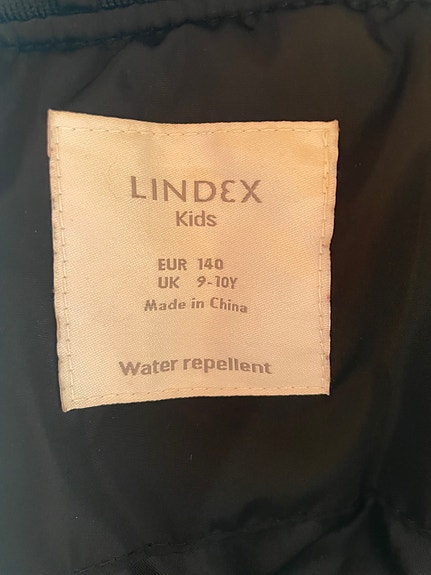 LINDEX
Kids
EUR 140
UK 9-10Y
Made in China
Water repellent